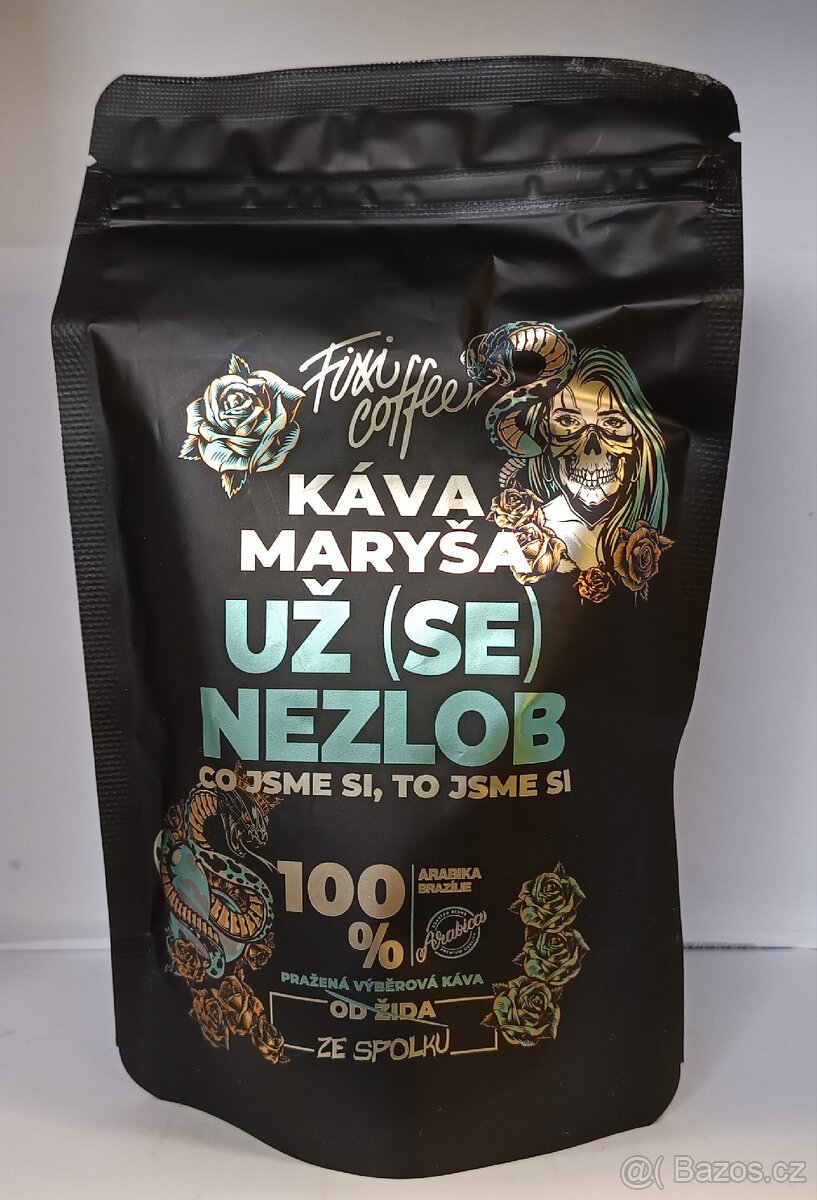 Fixi
coffee
KÁVA
MARYŠA
UŽ (SE)
NEZLOB
CO JSME SI, TO JSME SI
100
%
ARABIKA
BRAZÍLIE
Arabica
PRAŽENÁ VÝBĚROVÁ KÁVA
OD ŽIDA
ZE SPOLKU
@( Bazos.cz